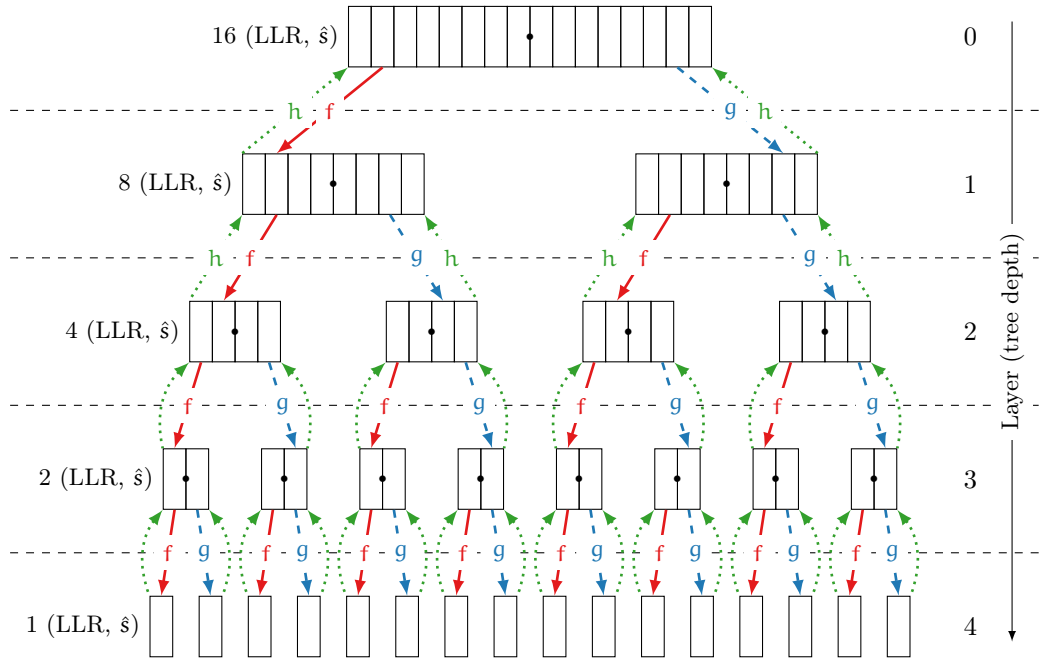 16 (LLR, ŝ) 0
h f g h
8 (LLR, ŝ) 1
h f g h h f g h
4 (LLR, ŝ) 2
f g f g f g f g
2 (LLR, ŝ) 3
f g f g f g f g f g f g f g f g
1 (LLR, ŝ) 4
Layer (tree depth)